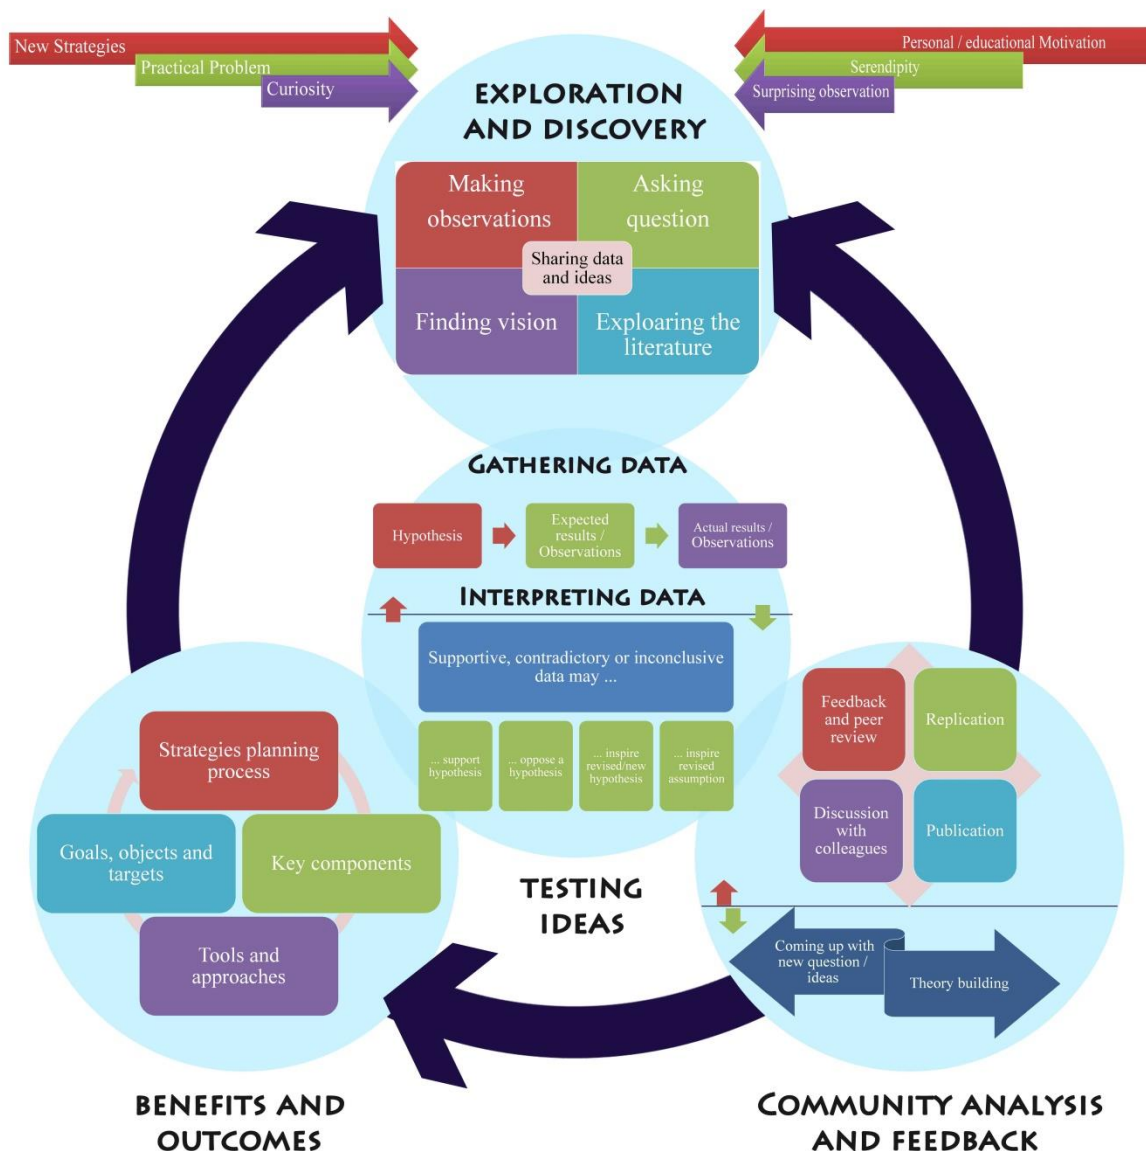 New Strategies
Practical Problem
Curiosity
Personal / educational Motivation
Serendipity
Surprising observation
EXPLORATION
AND DISCOVERY
Making
observations
Asking
question
Sharing data
and ideas
Finding vision
Exploaring the
literature
GATHERING DATA
Hypothesis
Expected
results /
Observations
Actual results /
Observations
INTERPRETING DATA
Supportive, contradictory or inconclusive
data may ...
... support
hypothesis
... oppose a
hypothesis
... inspire
revised/new
hypothesis
... inspire
revised
assumption
TESTING
IDEAS
Strategies planning
process
Goals, objects and
targets
Key components
Tools and
approaches
BENEFITS AND
OUTCOMES
Feedback
and peer
review
Replication
Discussion
with
colleagues
Publication
Coming up with
new question /
ideas
Theory building
COMMUNITY ANALYSIS
AND FEEDBACK